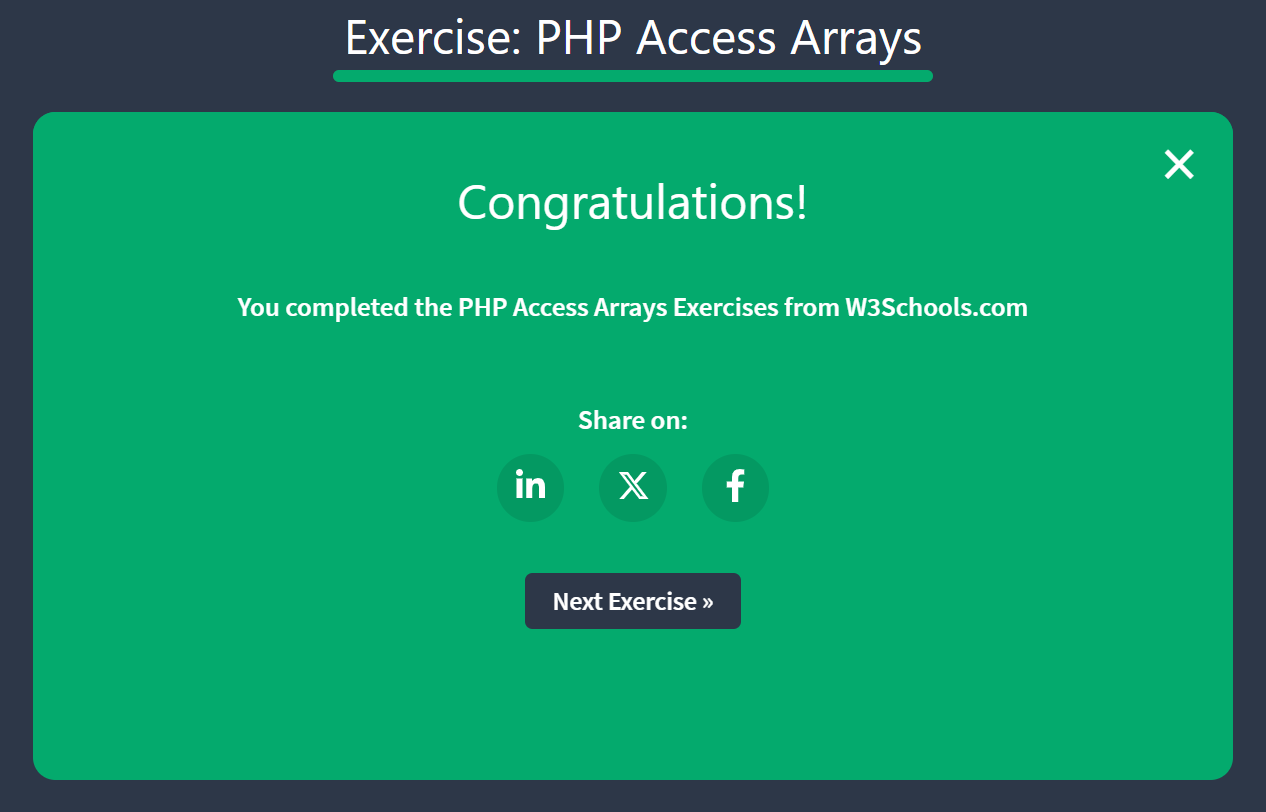 Exercise: PHP Access Arrays
Congratulations!
You completed the PHP Access Arrays Exercises from W3Schools.com
Share on:
Next Exercise »